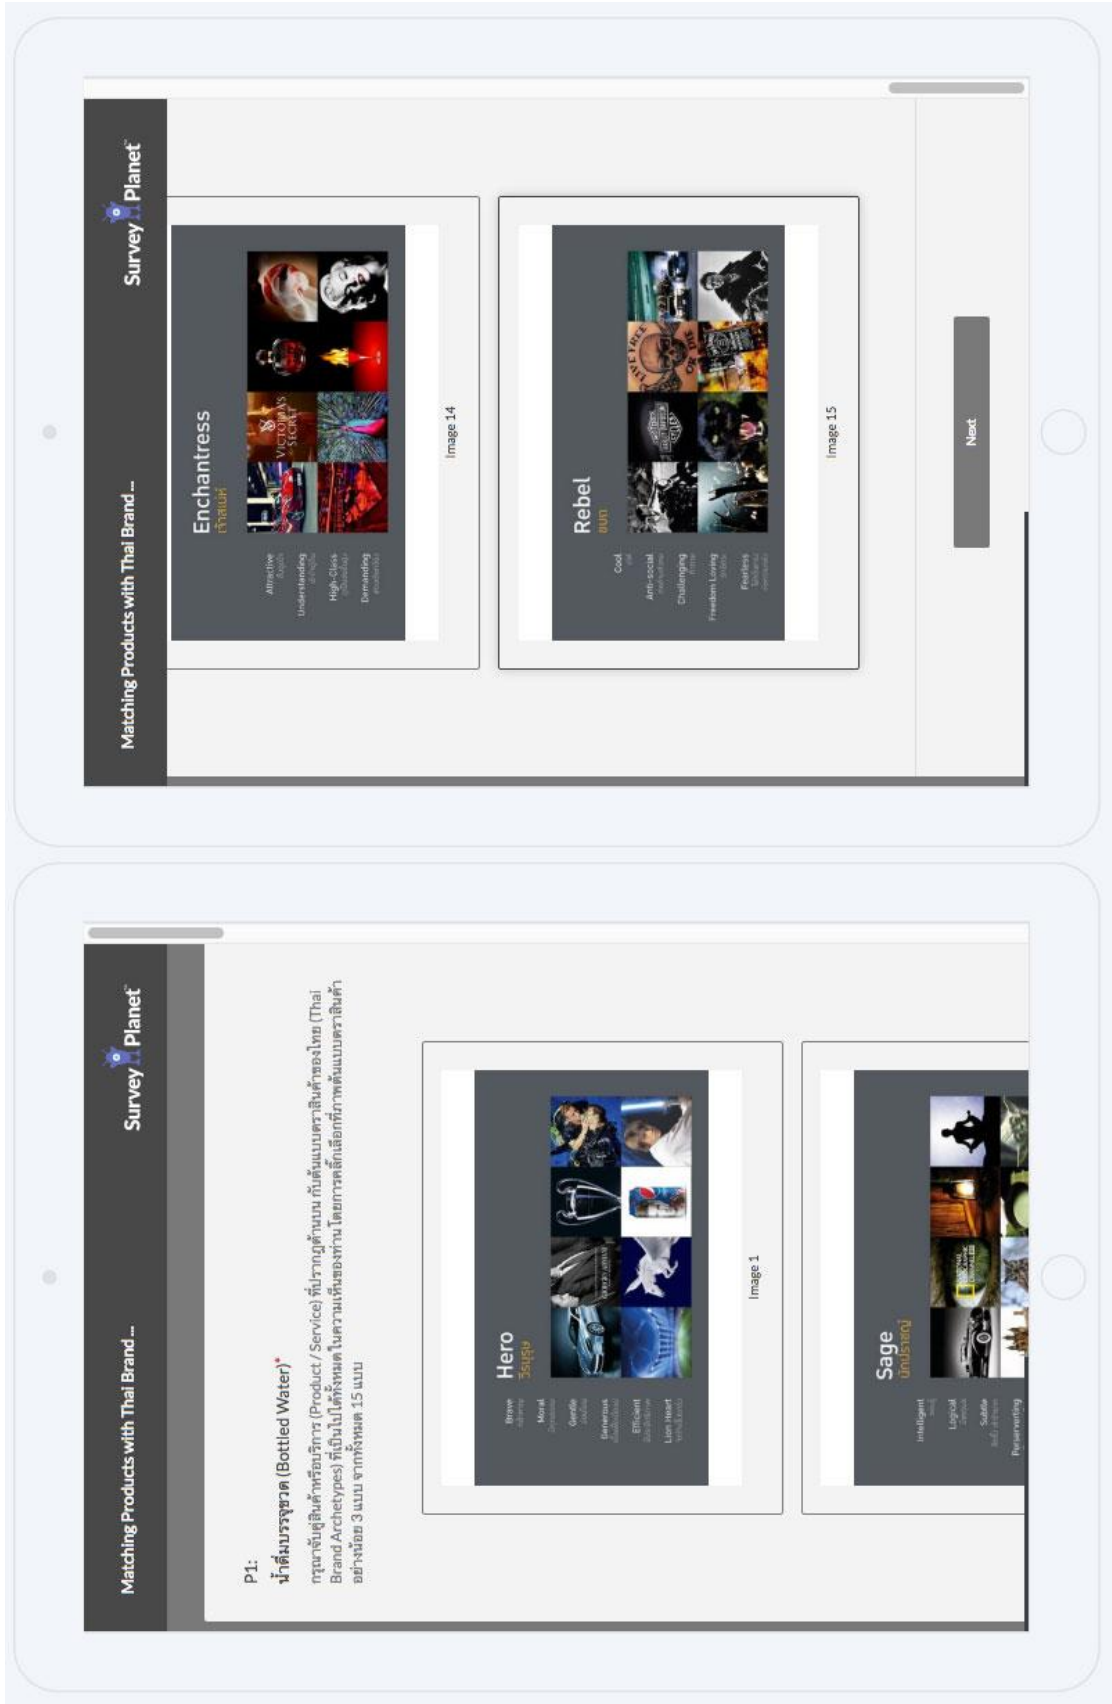 Matching Products with Thai Brand ...
Survey Planet
P1:
น้ำดื่มบรรจุขวด (Bottled Water)*
กรุณาจับคู่สินค้าหรือบริการ (Product / Service) ที่ปรากฏด้านบน กับต้นแบบตราสินค้าของไทย (Thai
Brand Archetypes) ที่เป็นไปได้ทั้งหมดในความเห็นของท่าน โดยการคลิ๊กเลือกที่ภาพต้นแบบตราสินค้า
อย่างน้อย 3 แบบ จากทั้งหมด 15 แบบ
Hero
วีรบุรุษ
Brave
Moral
Gentle
Generous
Efficient
Lion Heart
Image 1
Sage
นักปราชญ์
Intelligent
Logical
Subtle
Perserverting
Matching Products with Thai Brand ...
Survey Planet
Enchantress
เจ้าเสน่ห์
Attractive
Understanding
High-Class
Demanding
VICTORIA'S
SECRET
Image 14
Rebel
ขบถ
Cool
Anti-social
Challenging
Freedom Loving
Fearless
LIVE FREE
OR DIE
Image 15
Next